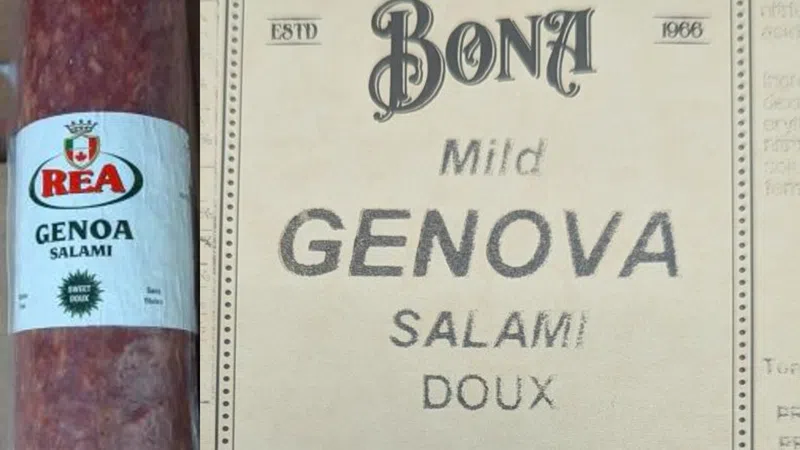 REA
GENOA
SALAMI
SWEET
DOUX
ESTD
BONA
1966
Mild
GENOVA
SALAMI
DOUX